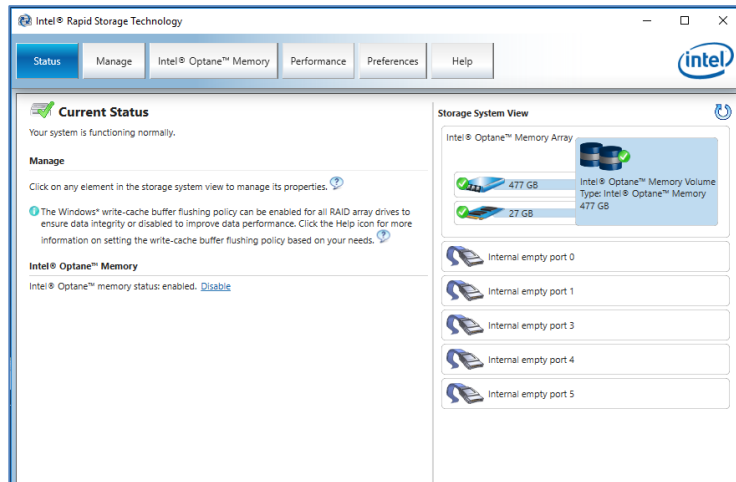 Intel® Rapid Storage Technology
Status
Manage
Intel® Optane™ Memory
Performance
Preferences
Help
intel
Current Status
Your system is functioning normally.
Manage
Click on any element in the storage system view to manage its properties.
The Windows* write-cache buffer flushing policy can be enabled for all RAID array drives to
ensure data integrity or disabled to improve data performance. Click the Help icon for more
information on setting the write-cache buffer flushing policy based on your needs.
Intel® Optane™ Memory
Intel® Optane™ memory status: enabled. Disable
Storage System View
Intel® Optane™ Memory Array
477 GB
27 GB
Intel® Optane™ Memory Volume
Type: Intel® Optane™ Memory
477 GB
Internal empty port 0
Internal empty port 1
Internal empty port 3
Internal empty port 4
Internal empty port 5